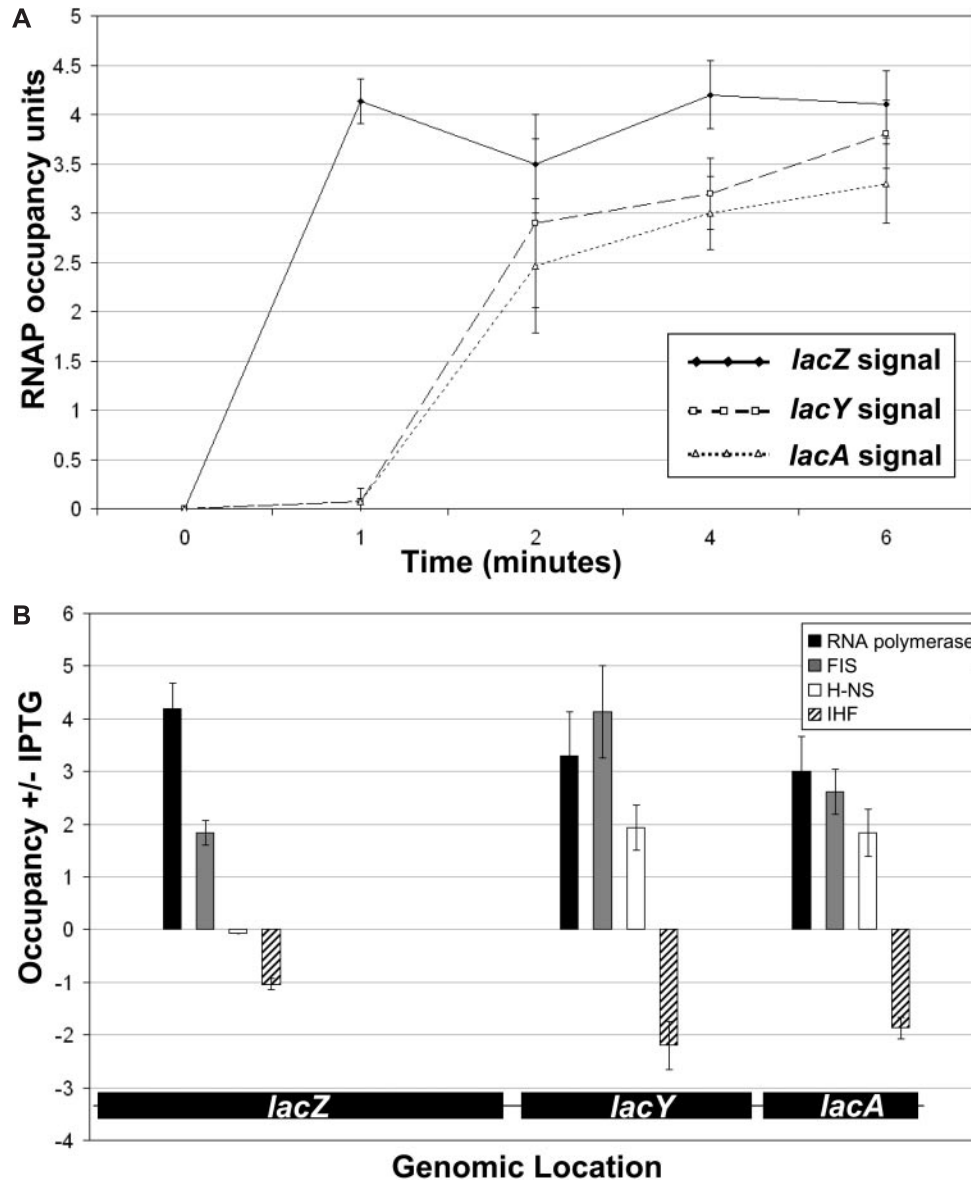 A
5
4.5
4
3.5
3
2.5
2
1.5
1
0.5
0
RNAP occupancy units
lacZ signal
lacY signal
lacA signal
0 1 2 4 6
Time (minutes)
B
6
5
4
3
2
1
0
-1
-2
-3
-4
Occupancy +/- IPTG
RNA polymerase
FIS
H-NS
IHF
lacZ lacY lacA
Genomic Location